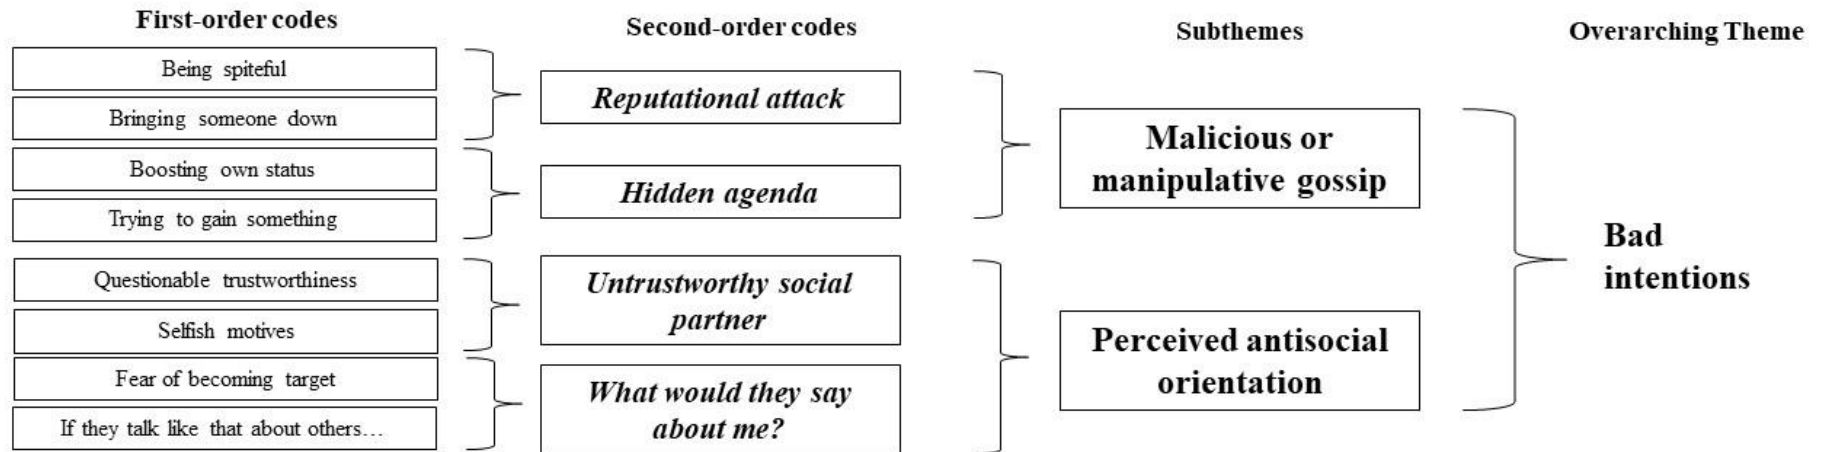 First-order codes
Second-order codes
Subthemes
Overarching Theme
Being spiteful
Bringing someone down
Boosting own status
Trying to gain something
Questionable trustworthiness
Selfish motives
Fear of becoming target
If they talk like that about others…
Reputational attack
Hidden agenda
Untrustworthy social
partner
What would they say
about me?
Malicious or
manipulative gossip
Perceived antisocial
orientation
Bad
intentions